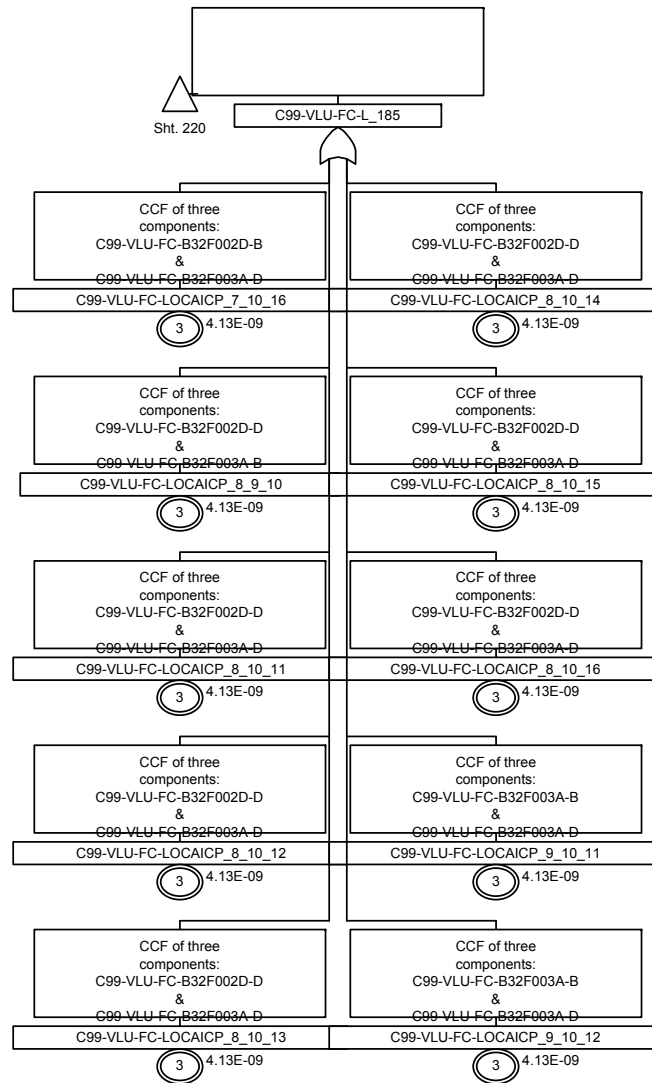 Sht. 220
C99-VLU-FC-L_185
CCF of three
components:
C99-VLU-FC-B32F002D-B
&
C99-VLU-FC-B32F003A-D
C99-VLU-FC-LOCAICP_7_10_16
3
4.13E-09
CCF of three
components:
C99-VLU-FC-B32F002D-D
&
C99-VLU-FC-B32F003A-D
C99-VLU-FC-LOCAICP_8_10_14
3
4.13E-09
CCF of three
components:
C99-VLU-FC-B32F002D-D
&
C99-VLU-FC-B32F003A-B
C99-VLU-FC-LOCAICP_8_9_10
3
4.13E-09
CCF of three
components:
C99-VLU-FC-B32F002D-D
&
C99-VLU-FC-B32F003A-D
C99-VLU-FC-LOCAICP_8_10_15
3
4.13E-09
CCF of three
components:
C99-VLU-FC-B32F002D-D
&
C99-VLU-FC-B32F003A-D
C99-VLU-FC-LOCAICP_8_10_11
3
4.13E-09
CCF of three
components:
C99-VLU-FC-B32F002D-D
&
C99-VLU-FC-B32F003A-D
C99-VLU-FC-LOCAICP_8_10_16
3
4.13E-09
CCF of three
components:
C99-VLU-FC-B32F002D-D
&
C99-VLU-FC-B32F003A-D
C99-VLU-FC-LOCAICP_8_10_12
3
4.13E-09
CCF of three
components:
C99-VLU-FC-B32F003A-B
&
C99-VLU-FC-B32F003A-D
C99-VLU-FC-LOCAICP_9_10_11
3
4.13E-09
CCF of three
components:
C99-VLU-FC-B32F002D-D
&
C99-VLU-FC-B32F003A-D
C99-VLU-FC-LOCAICP_8_10_13
3
4.13E-09
CCF of three
components:
C99-VLU-FC-B32F003A-B
&
C99-VLU-FC-B32F003A-D
C99-VLU-FC-LOCAICP_9_10_12
3
4.13E-09